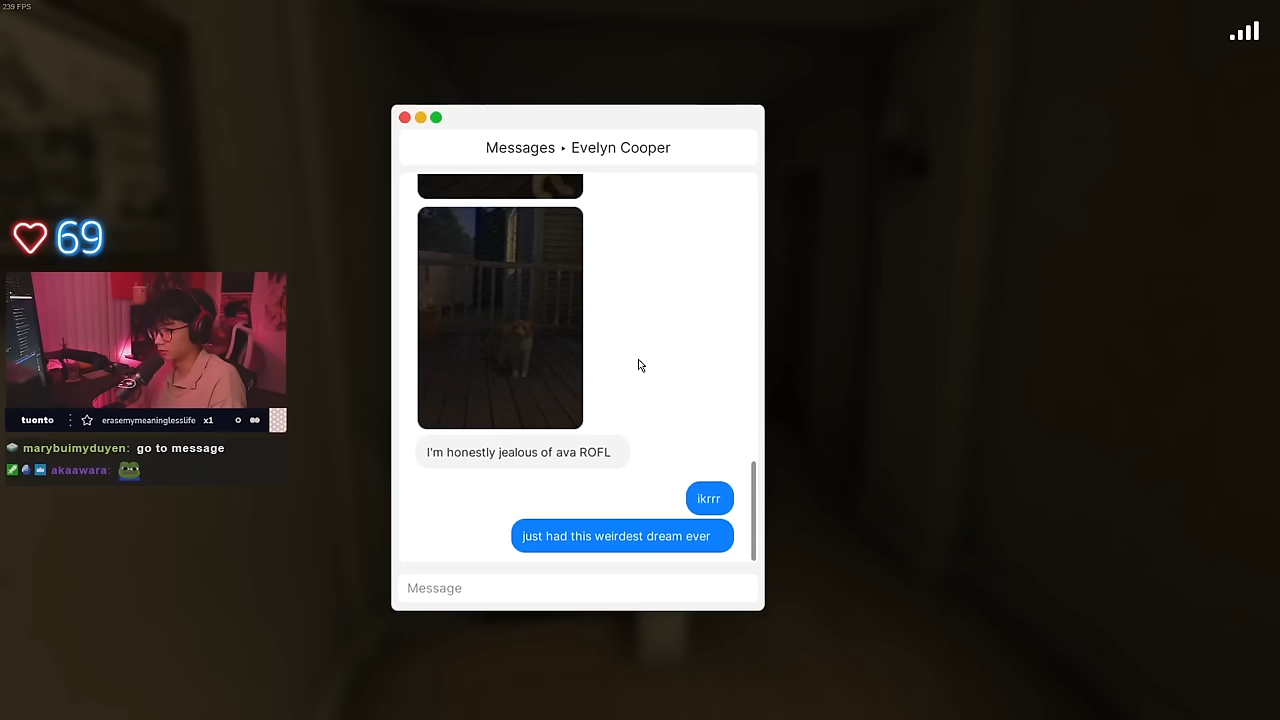 239 FPS
Messages ▸ Evelyn Cooper
69
I'm honestly jealous of ava ROFL
ikrrr
just had this weirdest dream ever
Message
tuonto
erasemymeaninglesslife x1
marybuimyduyen: go to message
akaawara: